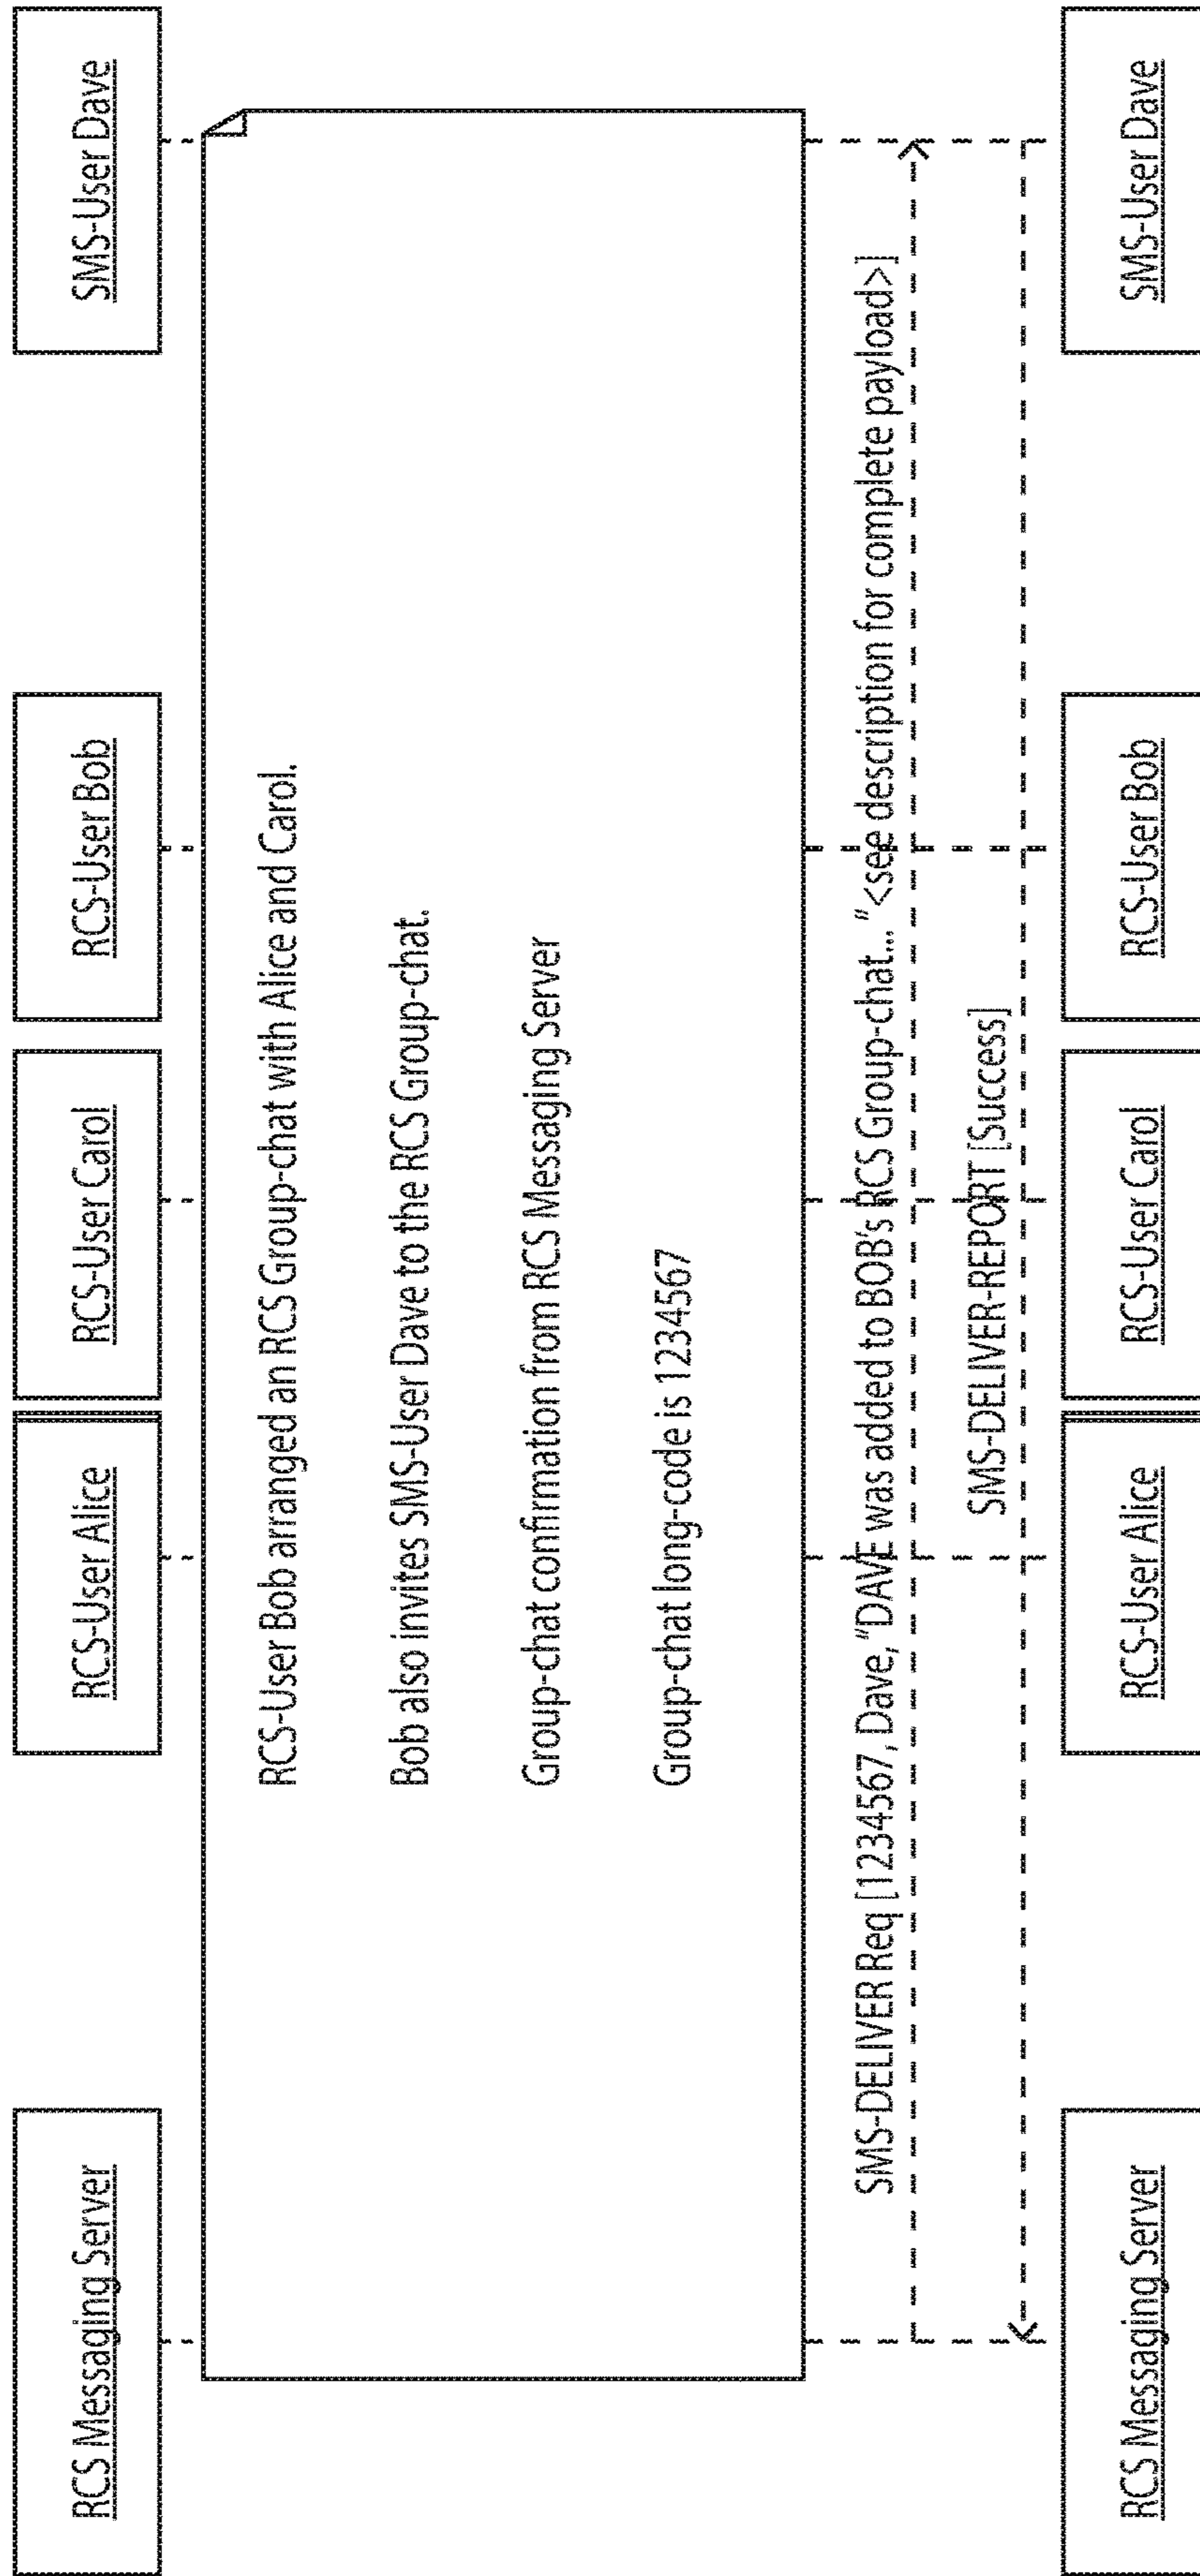 RCS Messaging Server
RCS-User Alice
RCS-User Carol
RCS-User Bob
SMS-User Dave
RCS-User Bob arranged an RCS Group-chat with Alice and Carol.
Bob also invites SMS-User Dave to the RCS Group-chat.
Group-chat confirmation from RCS Messaging Server
Group-chat long-code is 1234567
SMS-DELIVER Req [1234567, Dave, "DAVE was added to BOB's RCS Group-chat... "<see description for complete payload>]
SMS-DELIVER-REPORT [Success]
RCS Messaging Server
RCS-User Alice
RCS-User Carol
RCS-User Bob
SMS-User Dave